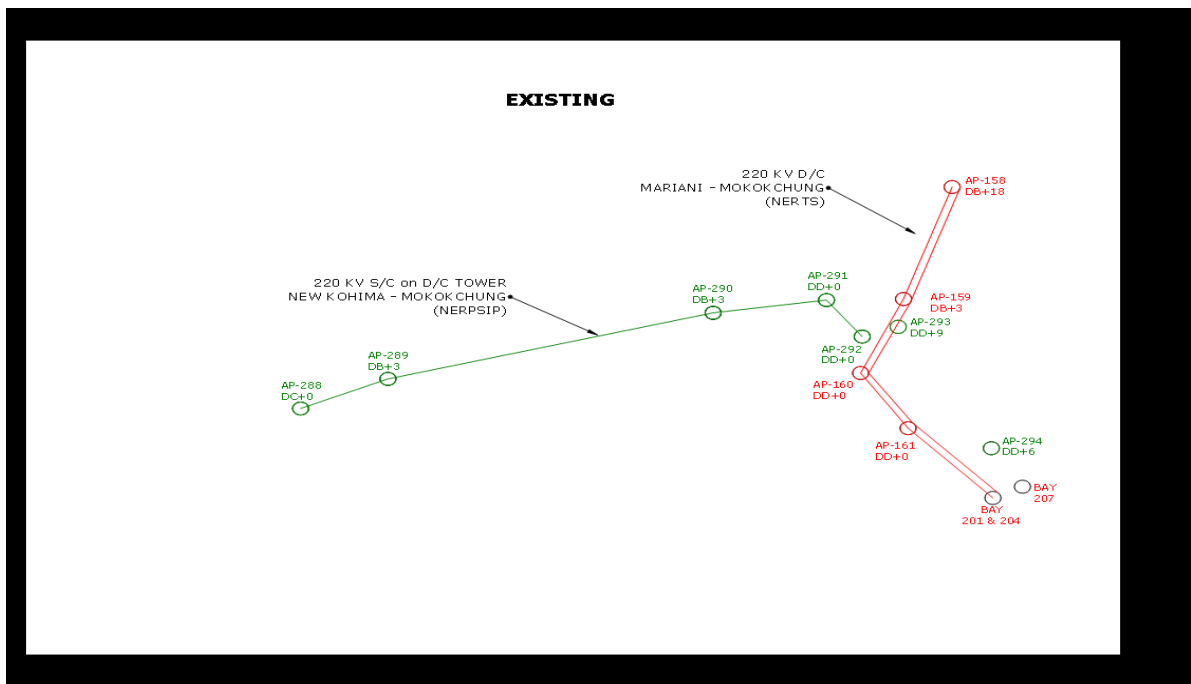 EXISTING
220 KV D/C
MARIANI - MOKOKCHUNG
(NERTS)
AP-158
DB+18
220 KV S/C on D/C TOWER
NEW KOHIMA - MOKOKCHUNG
(NERPSIP)
AP-290
DB+3
AP-291
DD+0
AP-159
DB+3
AP-293
DD+9
AP-292
DD+0
AP-289
DB+3
AP-288
DC+0
AP-160
DD+0
AP-161
DD+0
AP-294
DD+6
BAY
207
BAY
201 & 204